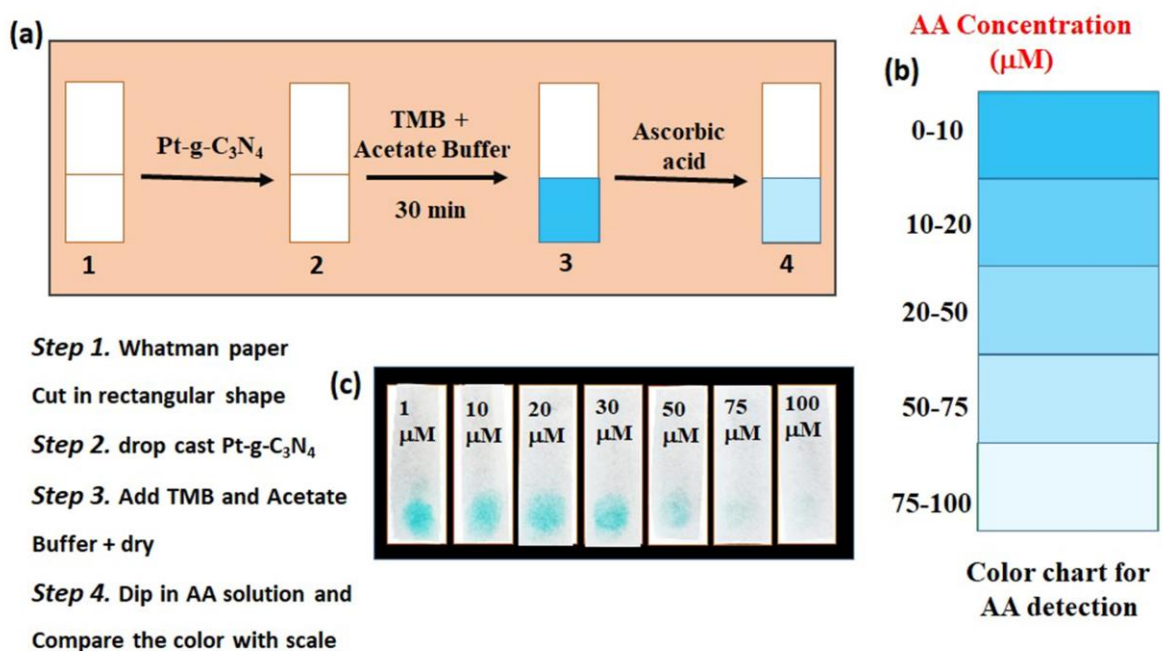 (a)
Pt-g-C₃N₄
TMB +
Acetate Buffer
30 min
Ascorbic
acid
1
2
3
4
Step 1. Whatman paper
Cut in rectangular shape
Step 2. drop cast Pt-g-C₃N₄
Step 3. Add TMB and Acetate
Buffer + dry
Step 4. Dip in AA solution and
Compare the color with scale
(c)
1
μM
10
μM
20
μM
30
μM
50
μM
75
μM
100
μM
(b)
AA Concentration
(μM)
0-10
10-20
20-50
50-75
75-100
Color chart for
AA detection